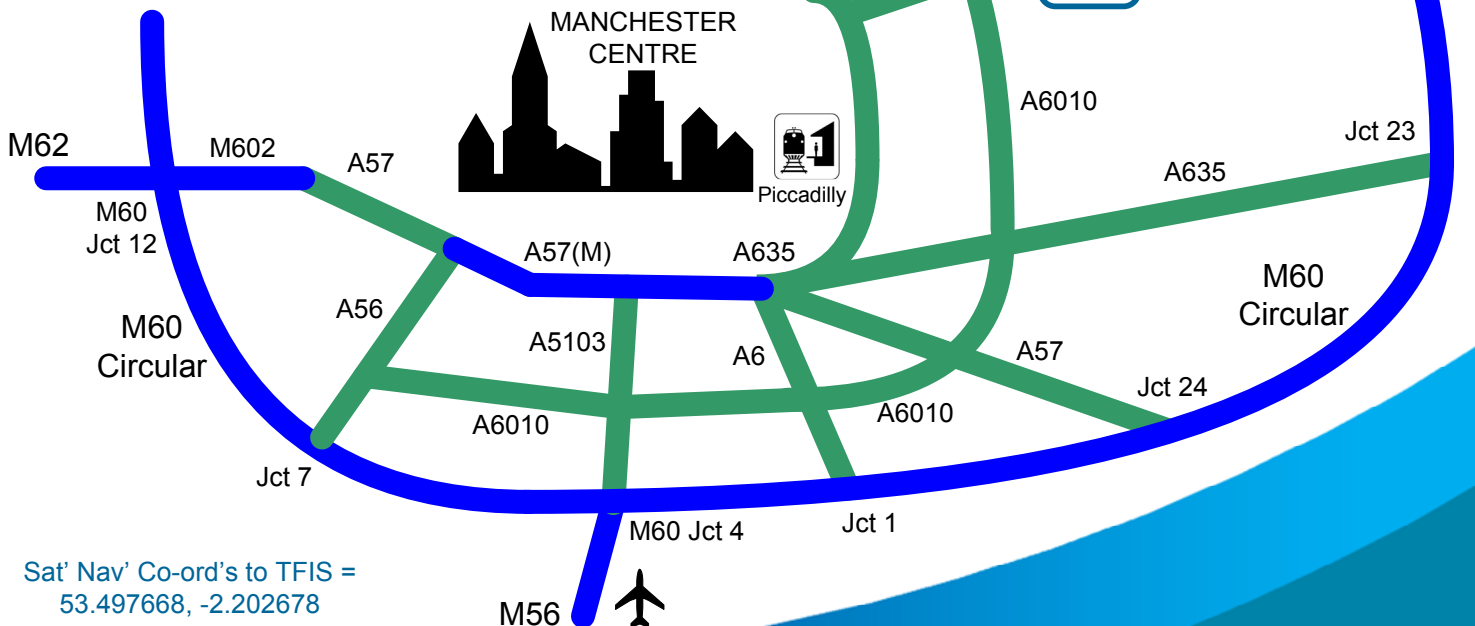 MANCHESTER
CENTRE
A6010
Jct 23
M62
M602
A57
A635
Piccadilly
M60
Jct 12
A57(M)
A635
M60
Circular
A56
M60
Circular
A5103
A6
A57
Jct 24
A6010
A6010
Jct 7
M60 Jct 4
Jct 1
Sat’ Nav’ Co-ord’s to TFIS =
53.497668, -2.202678
M56